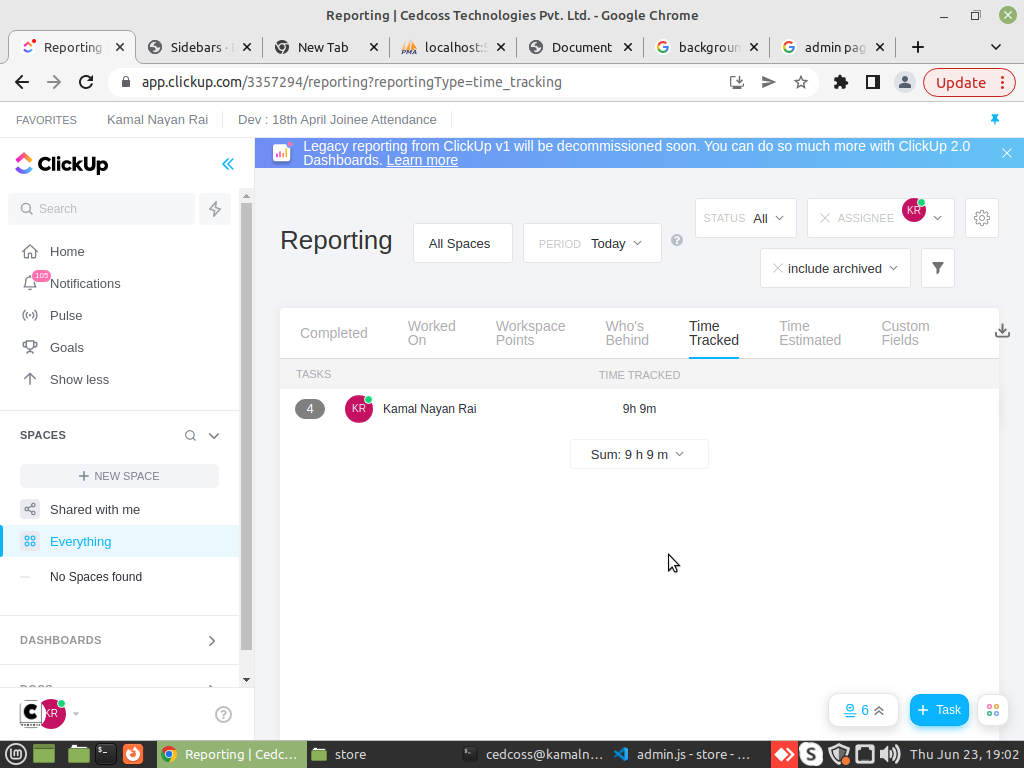 Reporting | Cedcoss Technologies Pvt. Ltd. - Google Chrome
Reporting
Sidebars ·
New Tab
localhost:
Document
backgroun
admin pag
app.clickup.com/3357294/reporting?reportingType=time_tracking
Update
FAVORITES
Kamal Nayan Rai
Dev : 18th April Joinee Attendance
ClickUp
Legacy reporting from ClickUp v1 will be decommissioned soon. You can do so much more with ClickUp 2.0
Dashboards. Learn more
Search
Home
105
Notifications
Pulse
Goals
Show less
SPACES
NEW SPACE
Shared with me
Everything
No Spaces found
DASHBOARDS
KR
Reporting
All Spaces
PERIOD Today
STATUS All
ASSIGNEE KR
include archived
Completed
Worked On
Workspace Points
Who's Behind
Time Tracked
Time Estimated
Custom Fields
TASKS
TIME TRACKED
4
KR
Kamal Nayan Rai
9h 9m
Sum: 9 h 9 m
6
+ Task
Reporting | Cedc...
store
cedcoss@kamaln...
admin.js - store - ...
Thu Jun 23, 19:02